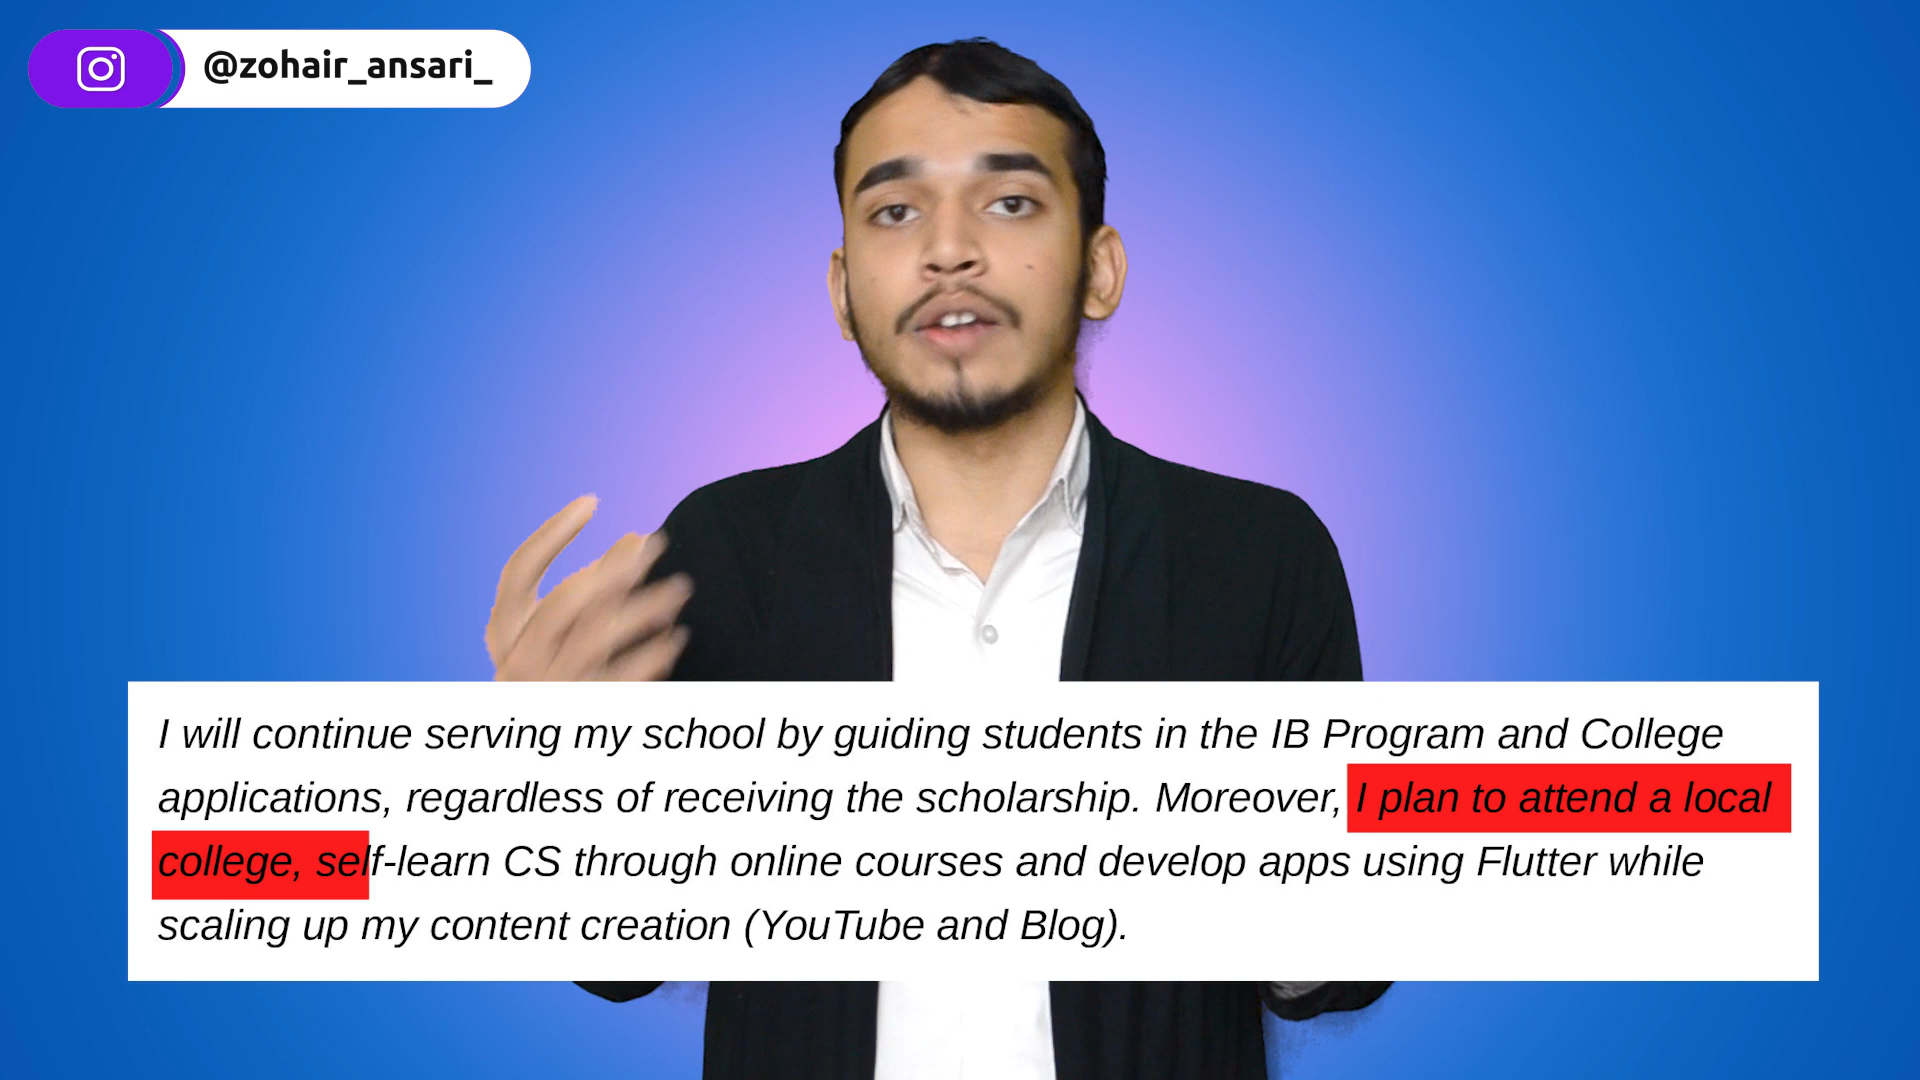 @zohair_ansari_
I will continue serving my school by guiding students in the IB Program and College
applications, regardless of receiving the scholarship. Moreover, I plan to attend a local
college, self-learn CS through online courses and develop apps using Flutter while
scaling up my content creation (YouTube and Blog).